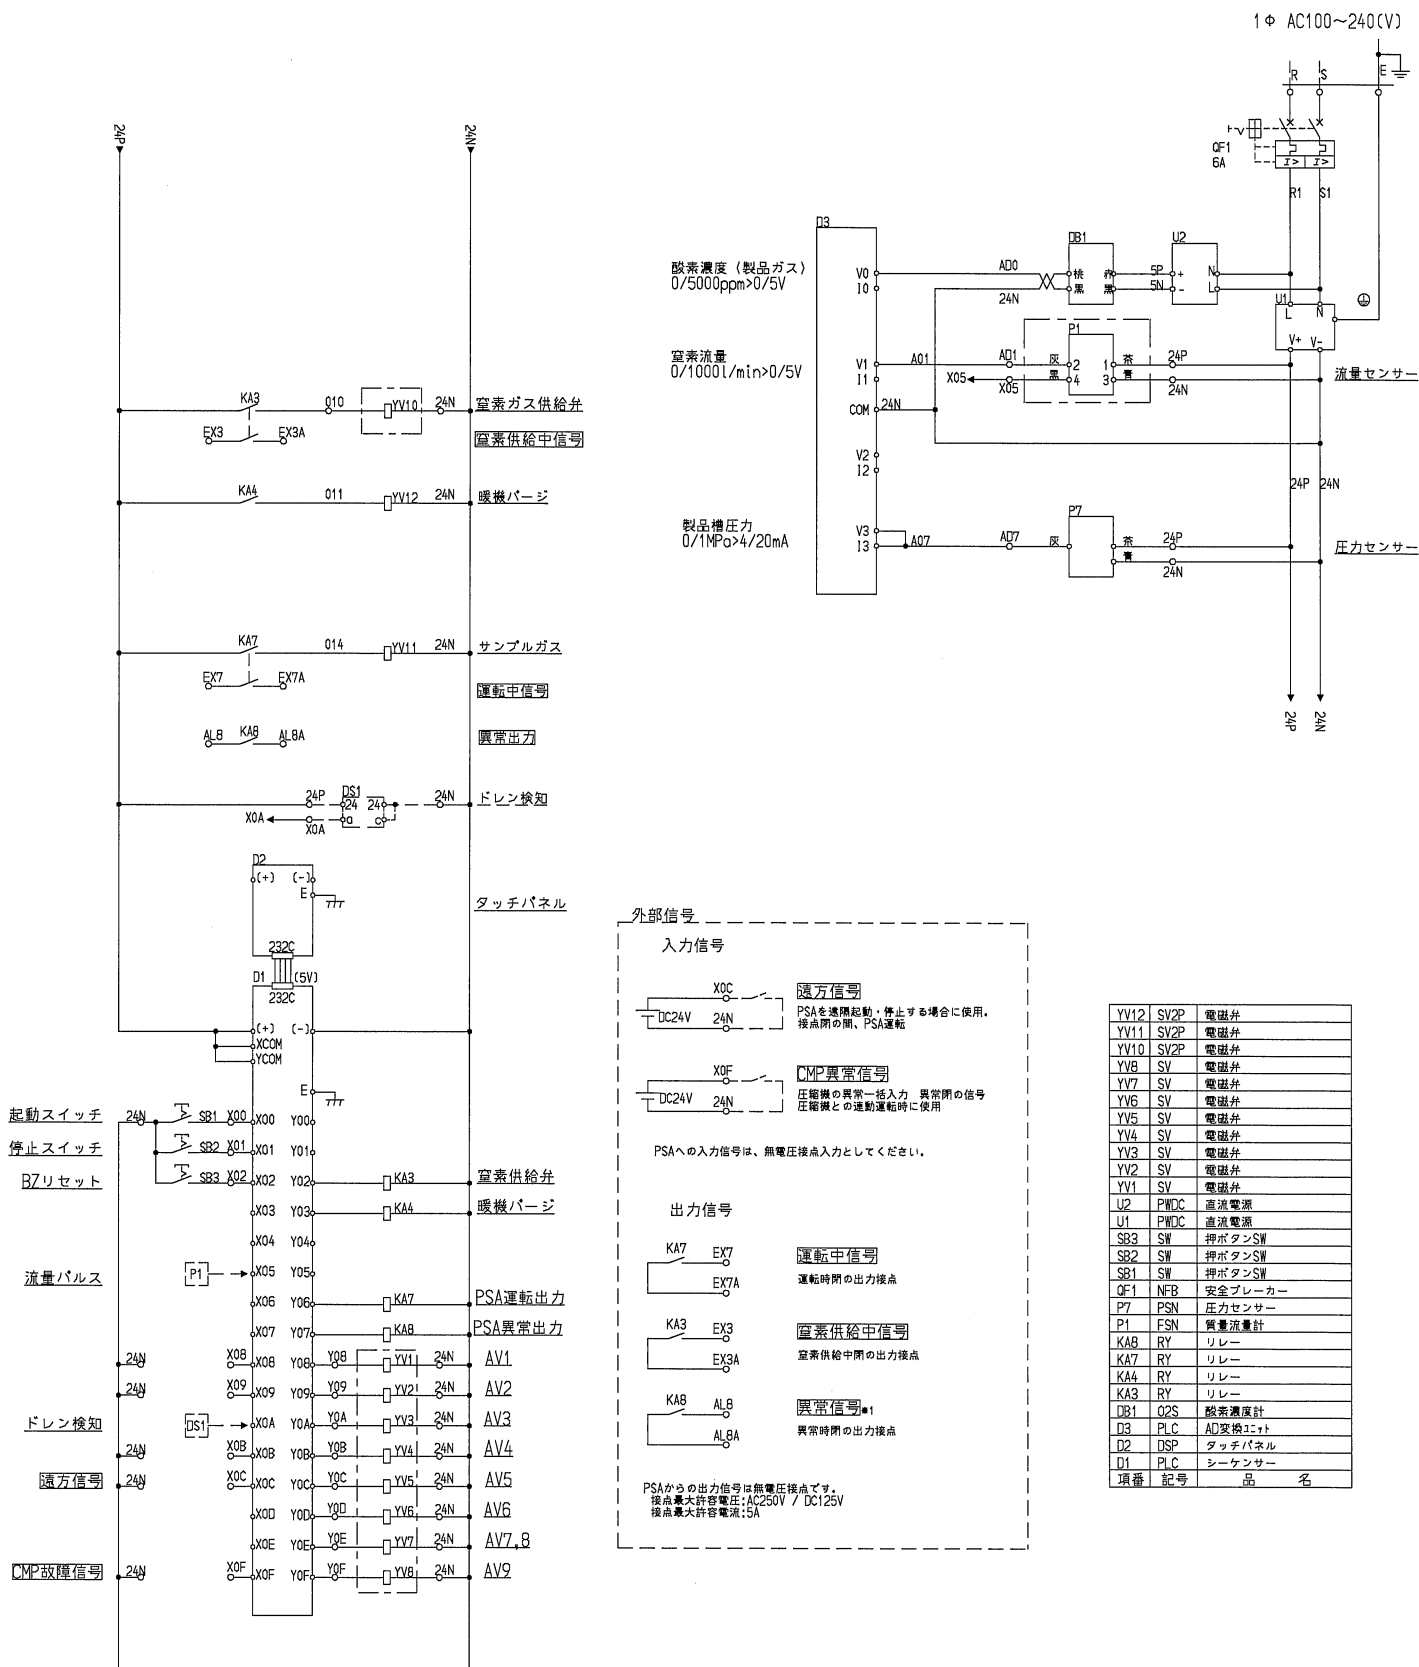 1Φ AC100～240(V)
R S E
QF1
6A
R1 S1
24P 24N
D3
酸素濃度（製品ガス）
0/5000ppm>0/5V
V0
I0
AD0
24N
DB1
桃 赤
黒 黒
5P
5N
U2
+ N
- L
U1
L N
V+ V-
窒素流量
0/1000l/min>0/5V
V1
I1
A01 AD1 灰
X05 X05 黒
P1
2 1
4 3
茶 24P
青 24N
流量センサー
COM 24N
V2
I2
24P 24N
製品槽圧力
0/1MPa>4/20mA
V3
I3
A07 AD7 灰
P7
茶 24P
青 24N
圧力センサー
24P 24N
KA3 010 YV10 24N 窒素ガス供給弁
EX3 EX3A 窒素供給中信号
KA4 011 YV12 24N 暖機パージ
KA7 014 YV11 24N サンプルガス
EX7 EX7A 運転中信号
AL8 KA8 AL8A 異常出力
24P DS1 24N ドレン検知
24 24
X0A X0A a c
D2
(+) (-)
E
タッチパネル
232C
D1 (5V)
232C
(+) (-)
XCOM
YCOM
E
起動スイッチ 24N SB1 X00 X00 Y00
停止スイッチ SB2 X01 X01 Y01
BZリセット SB3 X02 X02 Y02 KA3 窒素供給弁
X03 Y03 KA4 暖機パージ
X04 Y04
流量パルス P1 X05 Y05
X06 Y06 KA7 PSA運転出力
X07 Y07 KA8 PSA異常出力
24N X08 X08 Y08 Y08 YV1 24N AV1
24N X09 X09 Y09 Y09 YV2 24N AV2
ドレン検知 DS1 X0A Y0A Y0A YV3 24N AV3
24N X0B X0B Y0B Y0B YV4 24N AV4
遠方信号 24N X0C X0C Y0C Y0C YV5 24N AV5
X0D Y0D Y0D YV6 24N AV6
X0E Y0E Y0E YV7 24N AV7,8
CMP故障信号 24N X0F X0F Y0F Y0F YV8 24N AV9
外部信号
入力信号
X0C
DC24V 24N
遠方信号
PSAを遠隔起動・停止する場合に使用。
接点閉の間、PSA運転
X0F
DC24V 24N
CMP異常信号
圧縮機の異常一括入力 異常閉の信号
圧縮機との連動運転時に使用
PSAへの入力信号は、無電圧接点入力としてください。
出力信号
KA7 EX7
EX7A
運転中信号
運転時閉の出力接点
KA3 EX3
EX3A
窒素供給中信号
窒素供給中閉の出力接点
KA8 AL8
AL8A
異常信号※1
異常時閉の出力接点
PSAからの出力信号は無電圧接点です。
接点最大許容電圧:AC250V / DC125V
接点最大許容電流:5A
YV12 SV2P 電磁弁
YV11 SV2P 電磁弁
YV10 SV2P 電磁弁
YV8 SV 電磁弁
YV7 SV 電磁弁
YV6 SV 電磁弁
YV5 SV 電磁弁
YV4 SV 電磁弁
YV3 SV 電磁弁
YV2 SV 電磁弁
YV1 SV 電磁弁
U2 PWDC 直流電源
U1 PWDC 直流電源
SB3 SW 押ボタンSW
SB2 SW 押ボタンSW
SB1 SW 押ボタンSW
QF1 NFB 安全ブレーカー
P7 PSN 圧力センサー
P1 FSN 質量流量計
KA8 RY リレー
KA7 RY リレー
KA4 RY リレー
KA3 RY リレー
DB1 O2S 酸素濃度計
D3 PLC AD変換ユニット
D2 DSP タッチパネル
D1 PLC シーケンサー
項番 記号 品 名